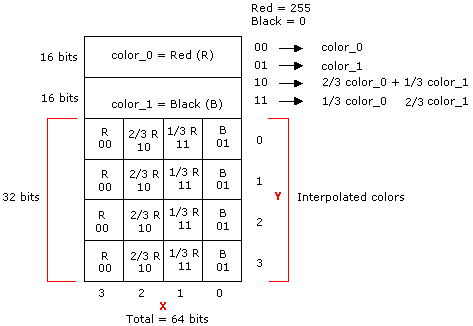 Red = 255
Black = 0
16 bits
color_0 = Red (R)
00 color_0
01 color_1
10 2/3 color_0 + 1/3 color_1
11 1/3 color_0 2/3 color_1
16 bits
color_1 = Black (B)
R 2/3 R 1/3 R B
00 10 11 01
0
R 2/3 R 1/3 R B
00 10 11 01
1
32 bits
Y
Interpolated colors
R 2/3 R 1/3 R B
00 10 11 01
2
R 2/3 R 1/3 R B
00 10 11 01
3
3 2 1 0
X
Total = 64 bits